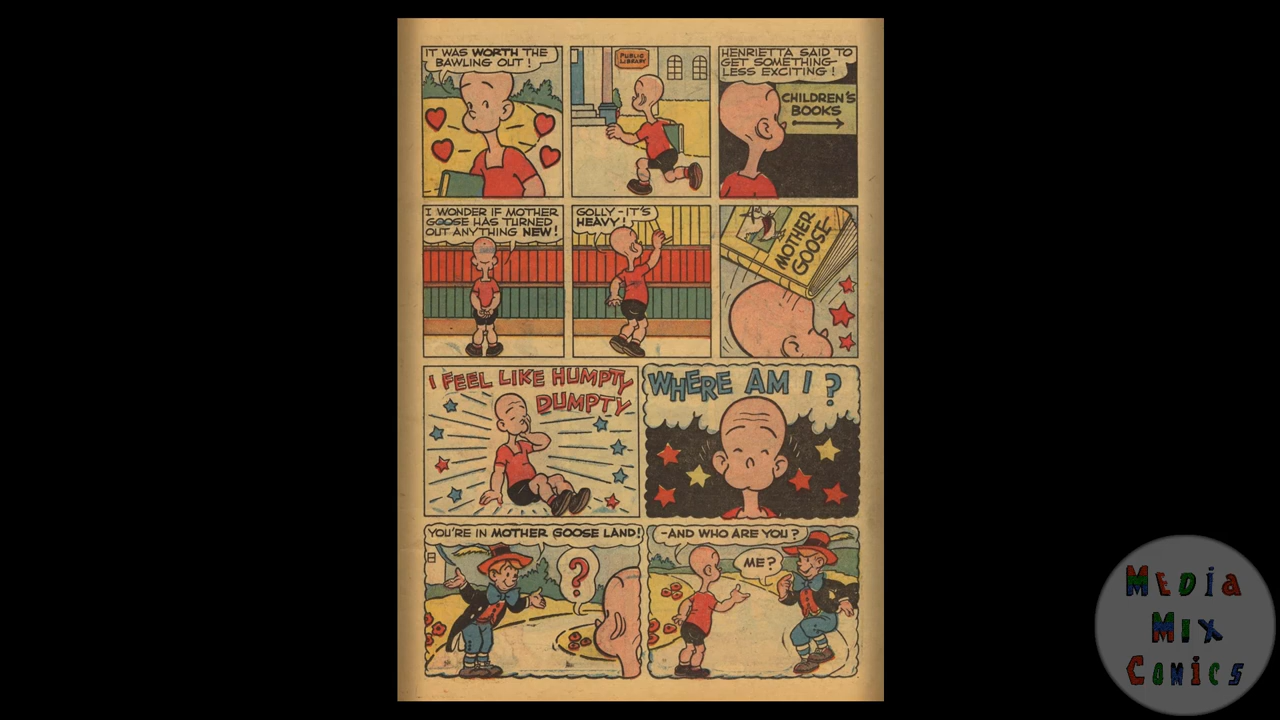 IT WAS WORTH THE
BAWLING OUT!
PUBLIC
LIBRARY
HENRIETTA SAID TO
GET SOMETHING
LESS EXCITING!
CHILDREN'S
BOOKS
I WONDER IF MOTHER
GOOSE HAS TURNED
OUT ANYTHING NEW!
GOLLY-IT'S
HEAVY!
MOTHER
GOOSE
I FEEL LIKE HUMPTY
DUMPTY
WHERE AM I?
YOU'RE IN MOTHER GOOSE LAND!
?
-AND WHO ARE YOU?
ME?
MEDIA
MIX
COMICS